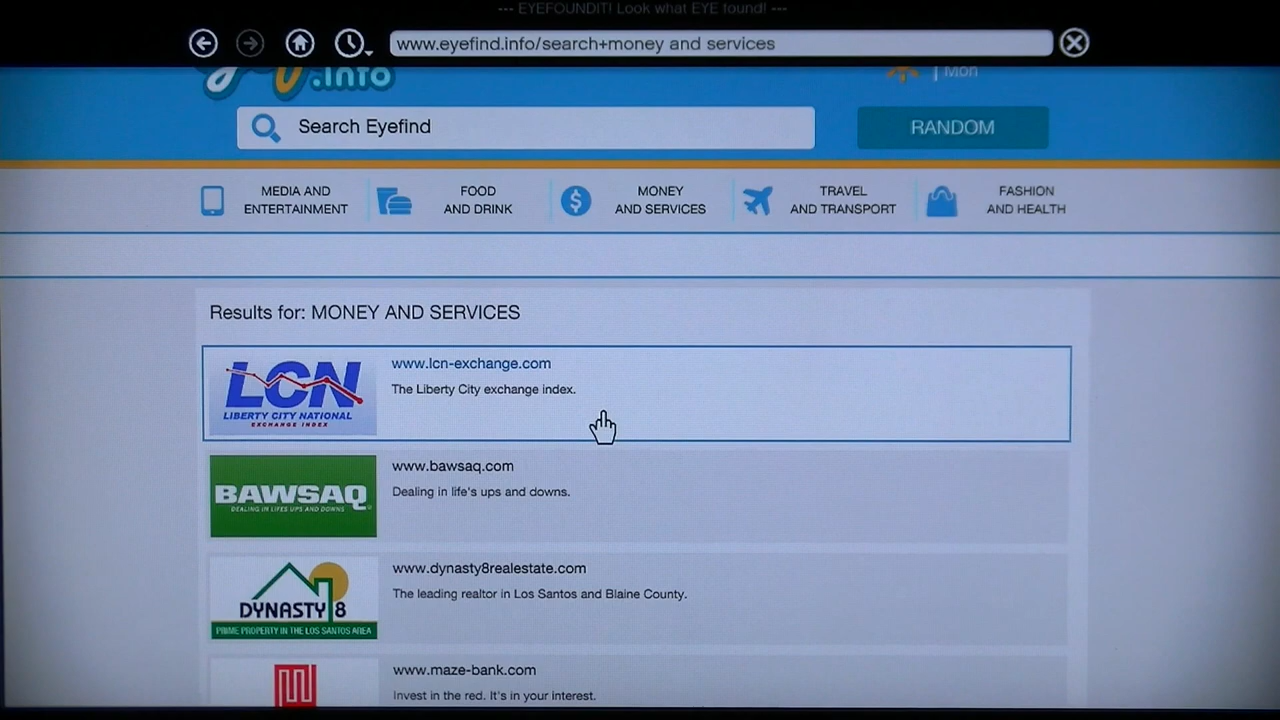 --- EYEFOUNDIT! Look what EYE found! ---
www.eyefind.info/search+money and services
.INFO
| Mon
Search Eyefind
RANDOM
MEDIA AND
ENTERTAINMENT
FOOD
AND DRINK
MONEY
AND SERVICES
TRAVEL
AND TRANSPORT
FASHION
AND HEALTH
Results for: MONEY AND SERVICES
LCN
LIBERTY CITY NATIONAL
EXCHANGE INDEX
www.lcn-exchange.com
The Liberty City exchange index.
BAWSAQ
DEALING IN LIFES UPS AND DOWNS
www.bawsaq.com
Dealing in life's ups and downs.
DYNASTY 8
PRIME PROPERTY IN THE LOS SANTOS AREA
www.dynasty8realestate.com
The leading realtor in Los Santos and Blaine County.
www.maze-bank.com
Invest in the red. It's in your interest.